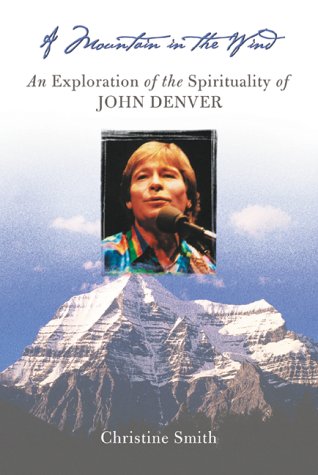 A Mountain in the Wind
An Exploration of the Spirituality of
JOHN DENVER
Christine Smith